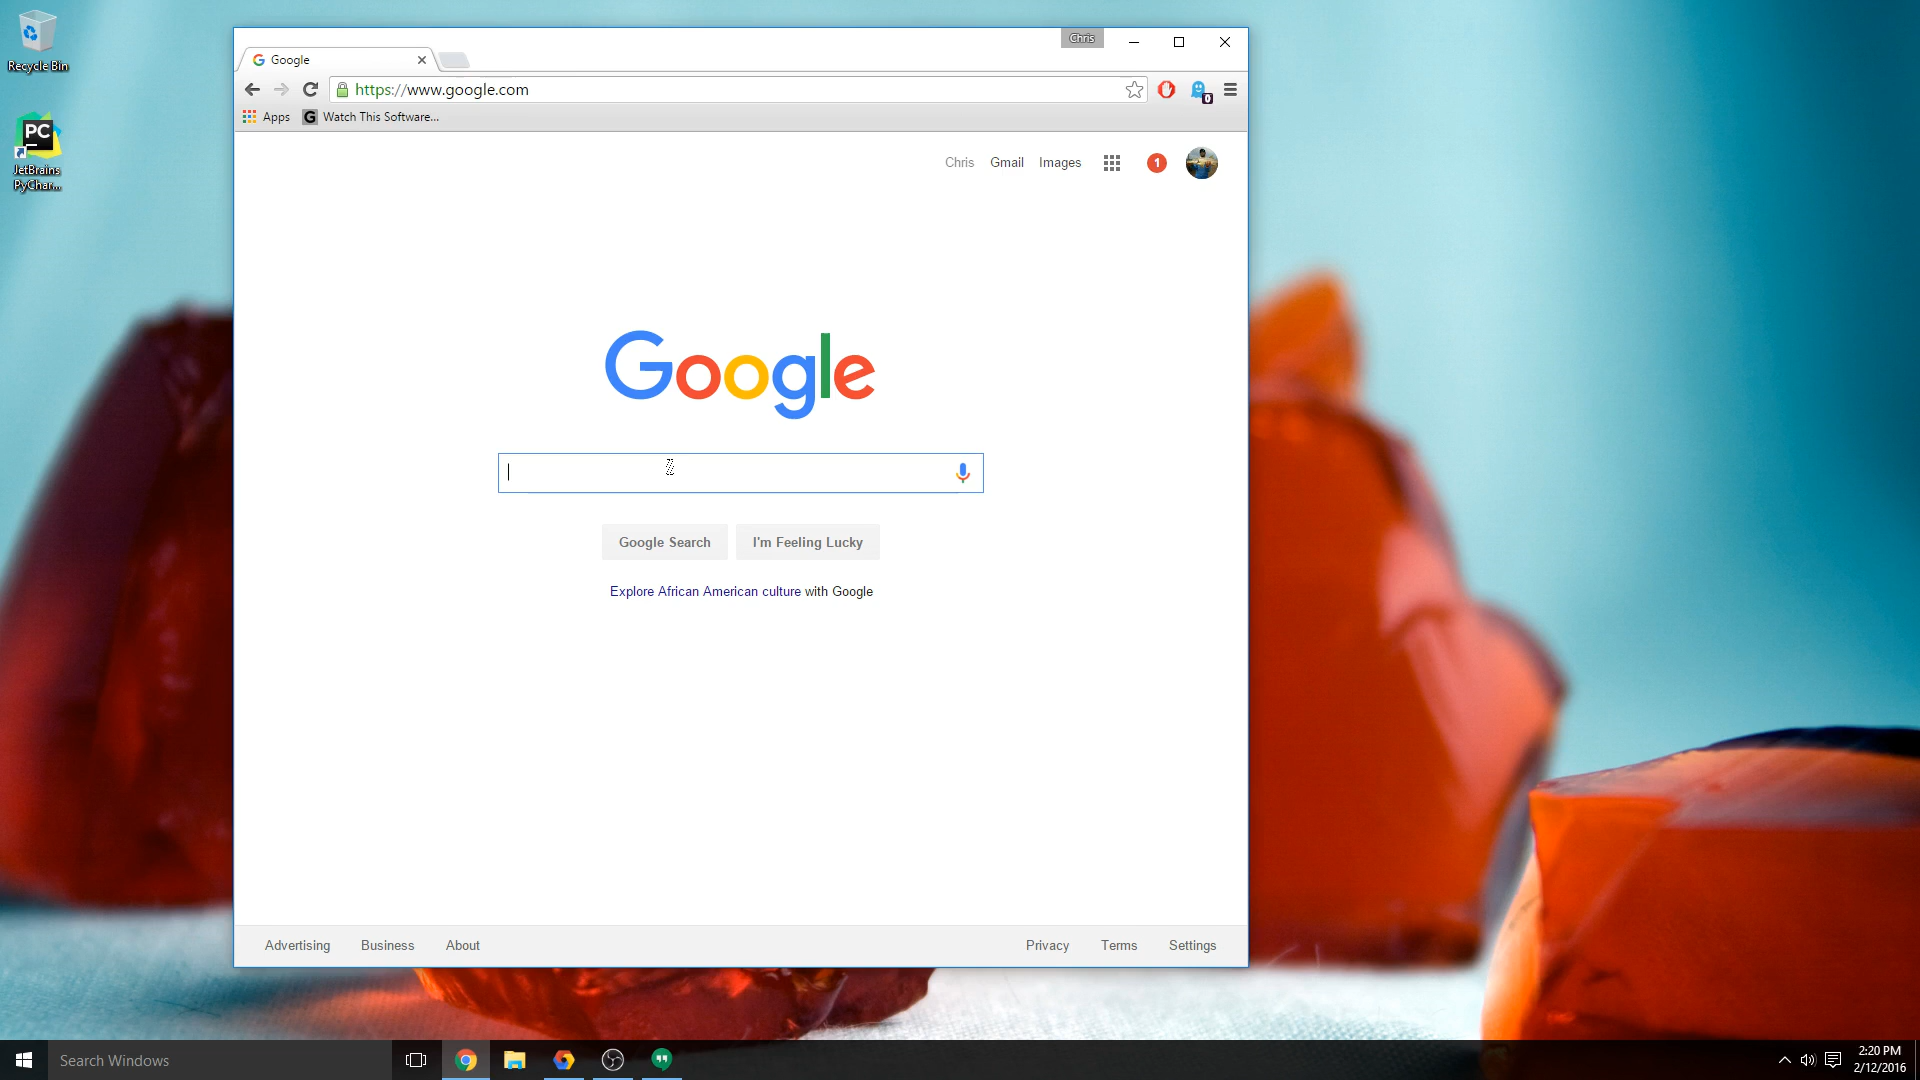 Recycle Bin
PC
JetBrains
PyChar...
Chris
Google
https://www.google.com
0
Apps
G Watch This Software...
Chris Gmail Images 1
Google
Google Search I'm Feeling Lucky
Explore African American culture with Google
Advertising Business About Privacy Terms Settings
Search Windows
2:20 PM
2/12/2016